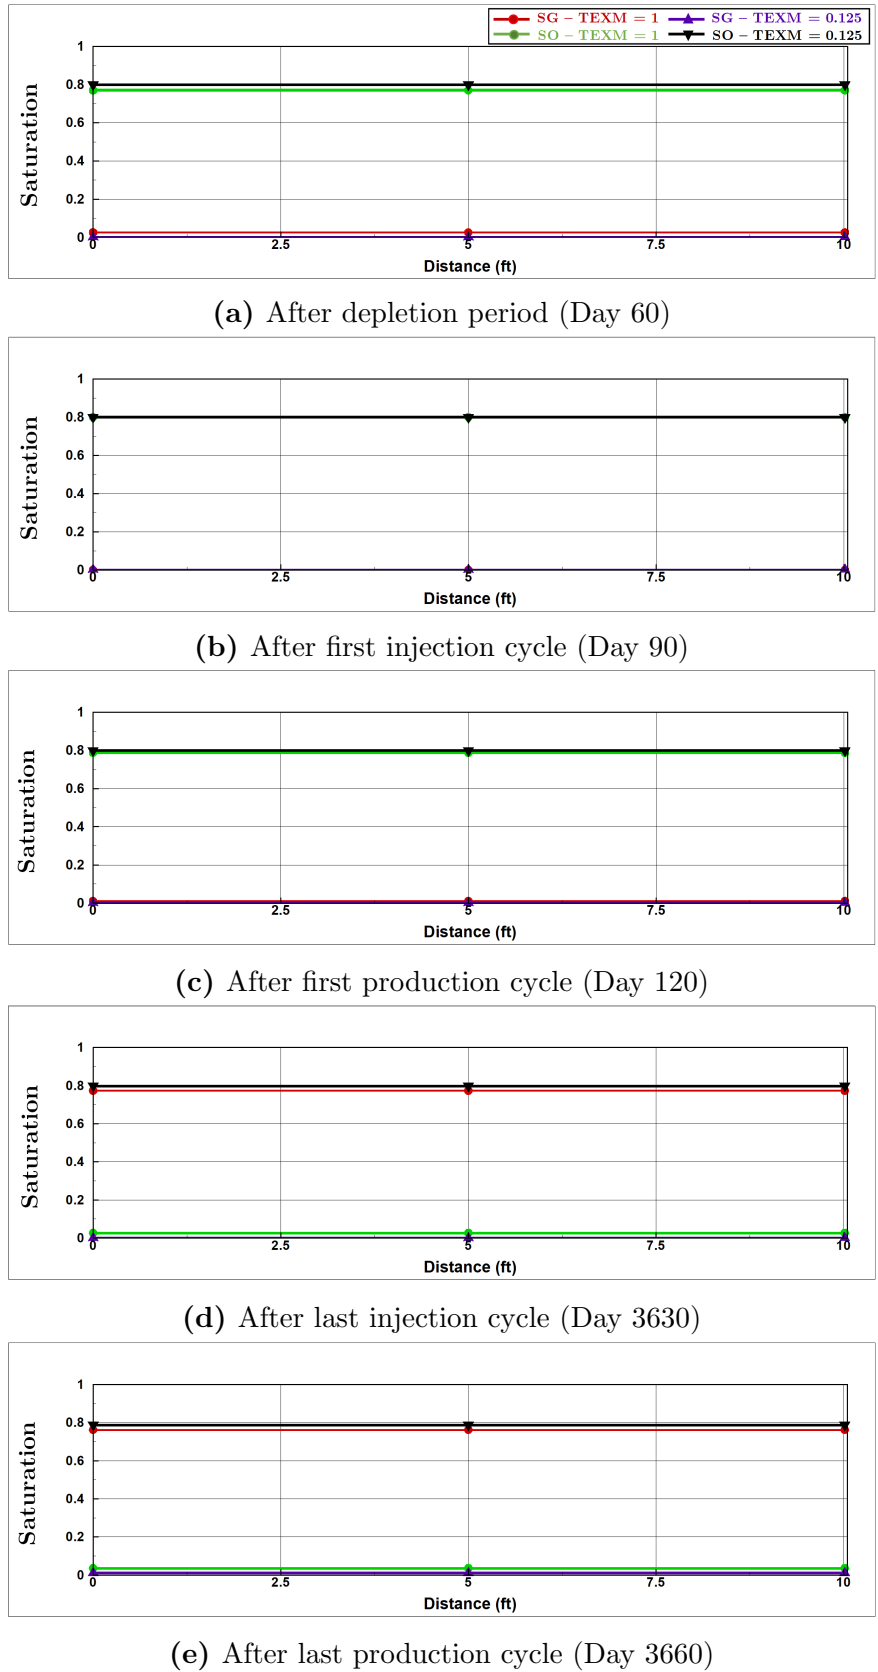 SG – TEXM = 1 SG – TEXM = 0.125
SO – TEXM = 1 SO – TEXM = 0.125
1
0.8
0.6
0.4
0.2
0
Saturation
0 2.5 5 7.5 10
Distance (ft)
(a) After depletion period (Day 60)
1
0.8
0.6
0.4
0.2
0
Saturation
0 2.5 5 7.5 10
Distance (ft)
(b) After first injection cycle (Day 90)
1
0.8
0.6
0.4
0.2
0
Saturation
0 2.5 5 7.5 10
Distance (ft)
(c) After first production cycle (Day 120)
1
0.8
0.6
0.4
0.2
0
Saturation
0 2.5 5 7.5 10
Distance (ft)
(d) After last injection cycle (Day 3630)
1
0.8
0.6
0.4
0.2
0
Saturation
0 2.5 5 7.5 10
Distance (ft)
(e) After last production cycle (Day 3660)